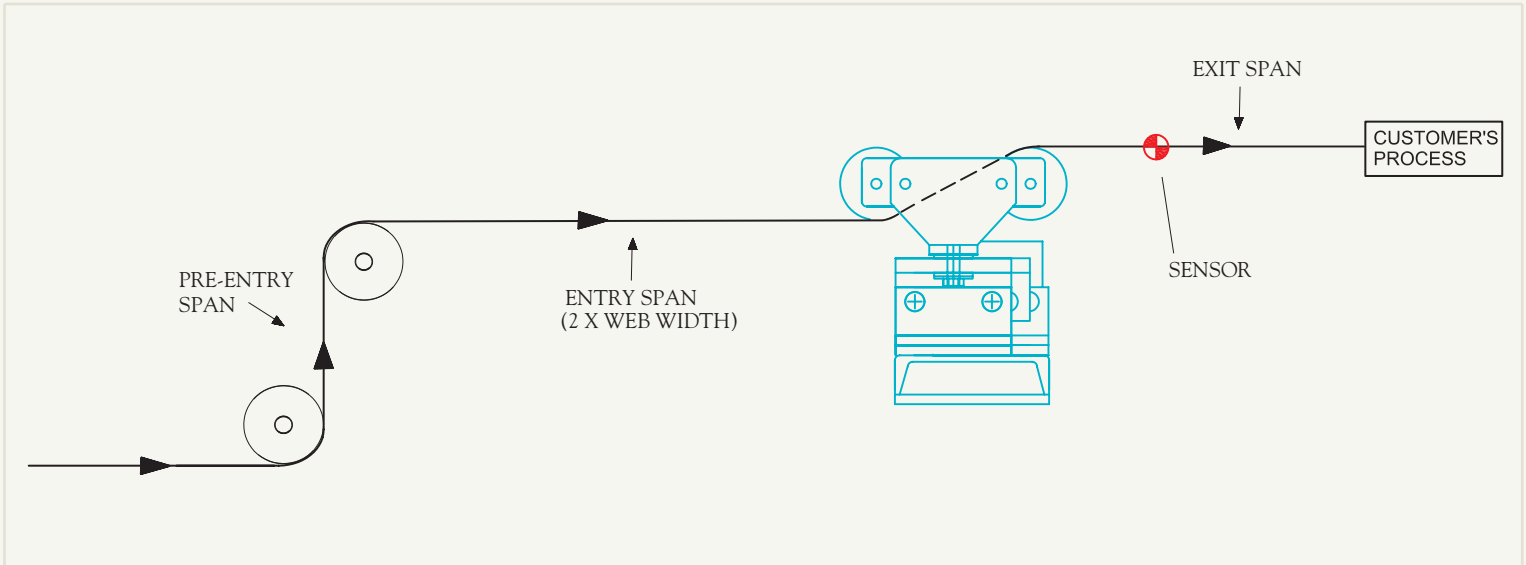 EXIT SPAN
CUSTOMER'S
PROCESS
SENSOR
PRE-ENTRY
SPAN
ENTRY SPAN
(2 X WEB WIDTH)